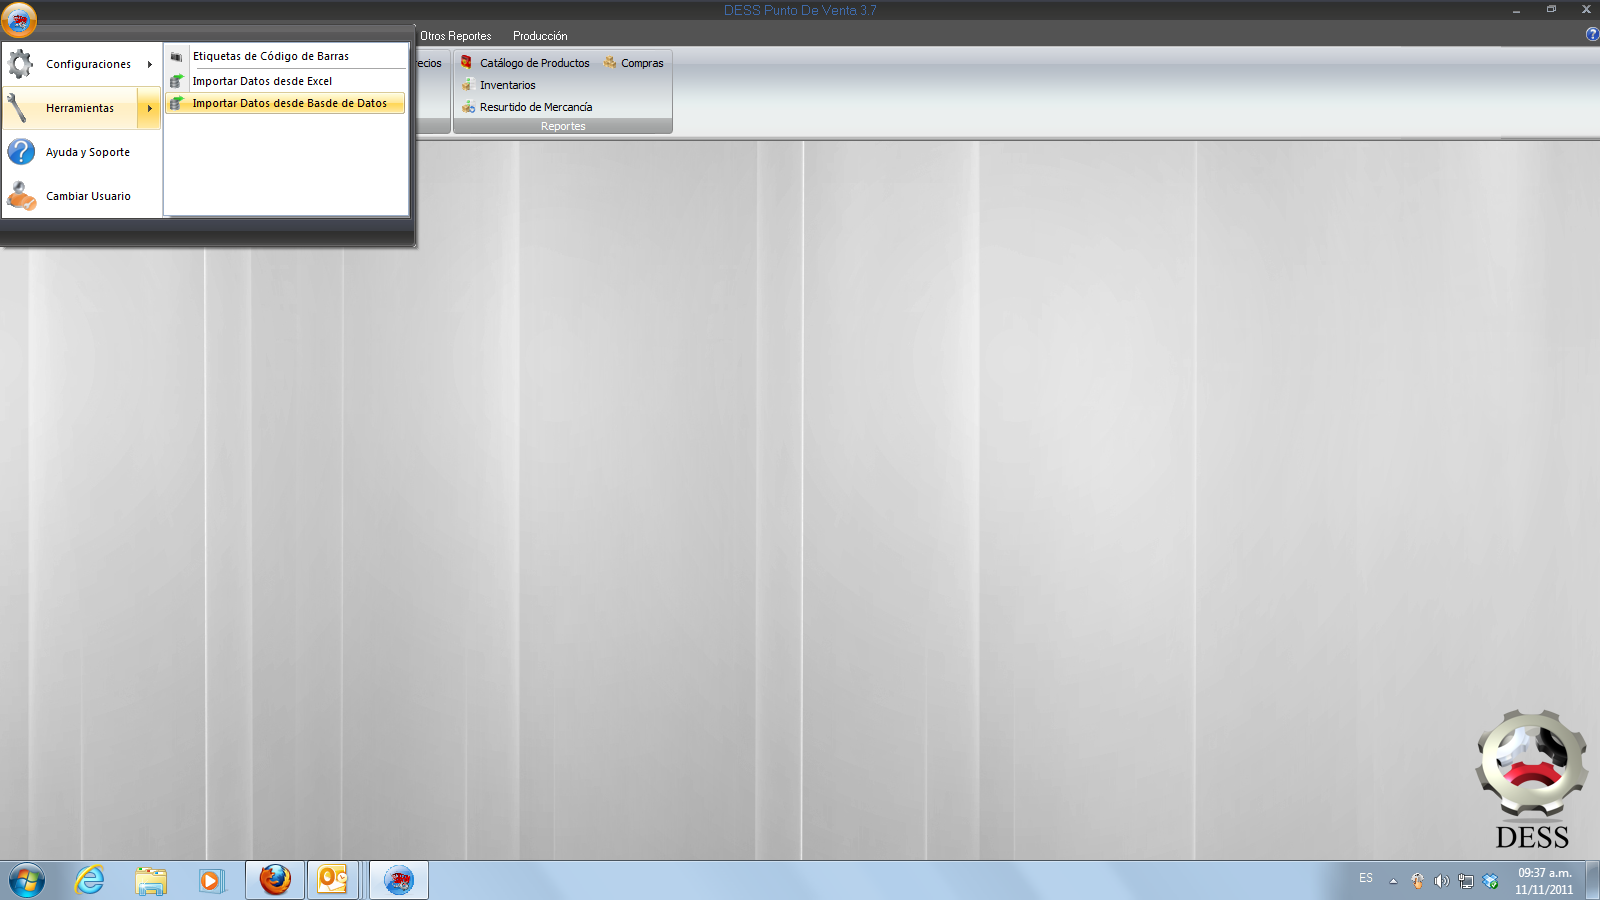 DESS Punto De Venta 3.7
Otros Reportes
Producción
Configuraciones
Herramientas
Ayuda y Soporte
Cambiar Usuario
Etiquetas de Código de Barras
Importar Datos desde Excel
Importar Datos desde Basde de Datos
ecios
Catálogo de Productos
Compras
Inventarios
Resurtido de Mercancía
Reportes
DESS
ES
09:37 a.m.
11/11/2011